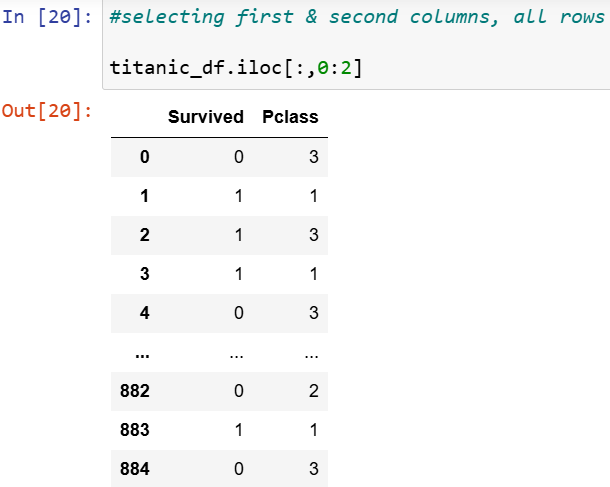 In [20]: #selecting first & second columns, all rows
titanic_df.iloc[:,0:2]
Out[20]:
Survived Pclass
0 0 3
1 1 1
2 1 3
3 1 1
4 0 3
... ... ...
882 0 2
883 1 1
884 0 3